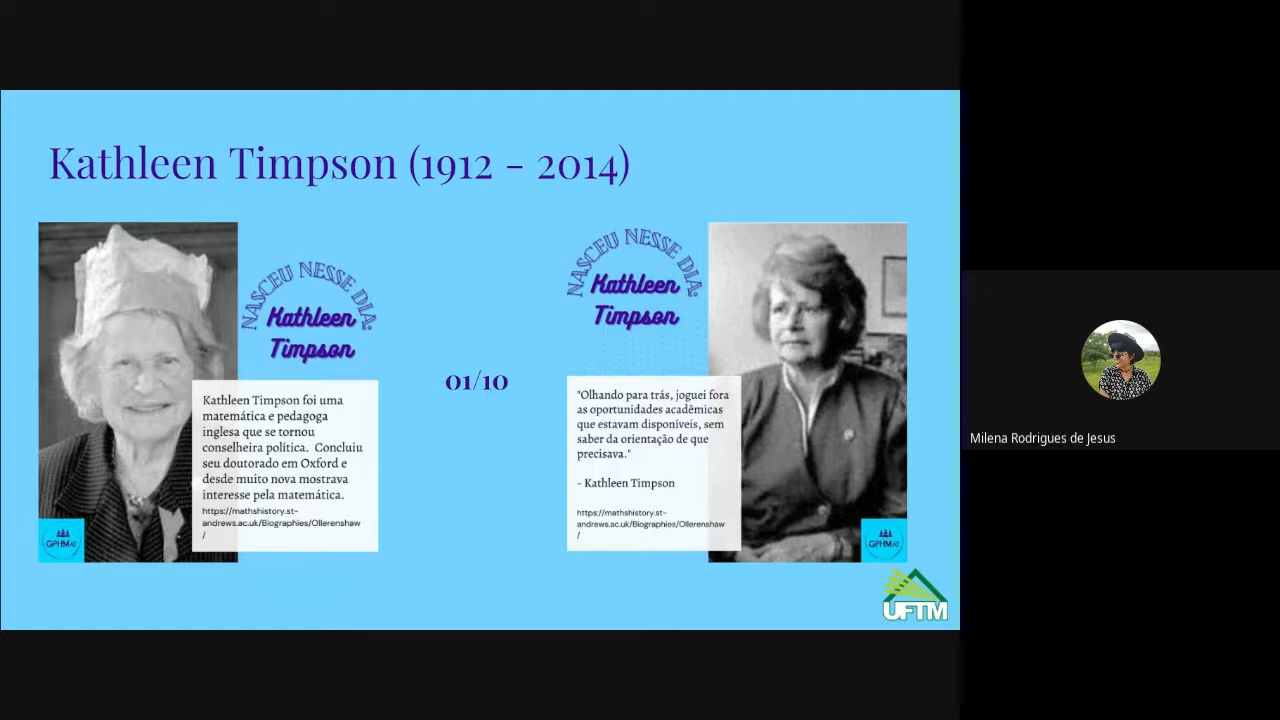 Kathleen Timpson (1912 - 2014)
NASCEU NESSE DIA:
Kathleen
Timpson
Kathleen Timpson foi uma
matemática e pedagoga
inglesa que se tornou
conselheira política. Concluiu
seu doutorado em Oxford e
desde muito nova mostrava
interesse pela matemática.
https://mathshistory.st-
andrews.ac.uk/Biographies/Ollerenshaw
/
GPHMAT
01/10
NASCEU NESSE DIA:
Kathleen
Timpson
"Olhando para trás, joguei fora
as oportunidades acadêmicas
que estavam disponíveis, sem
saber da orientação de que
precisava."
- Kathleen Timpson
https://mathshistory.st-
andrews.ac.uk/Biographies/Ollerenshaw
/
GPHMAT
UFTM
Milena Rodrigues de Jesus